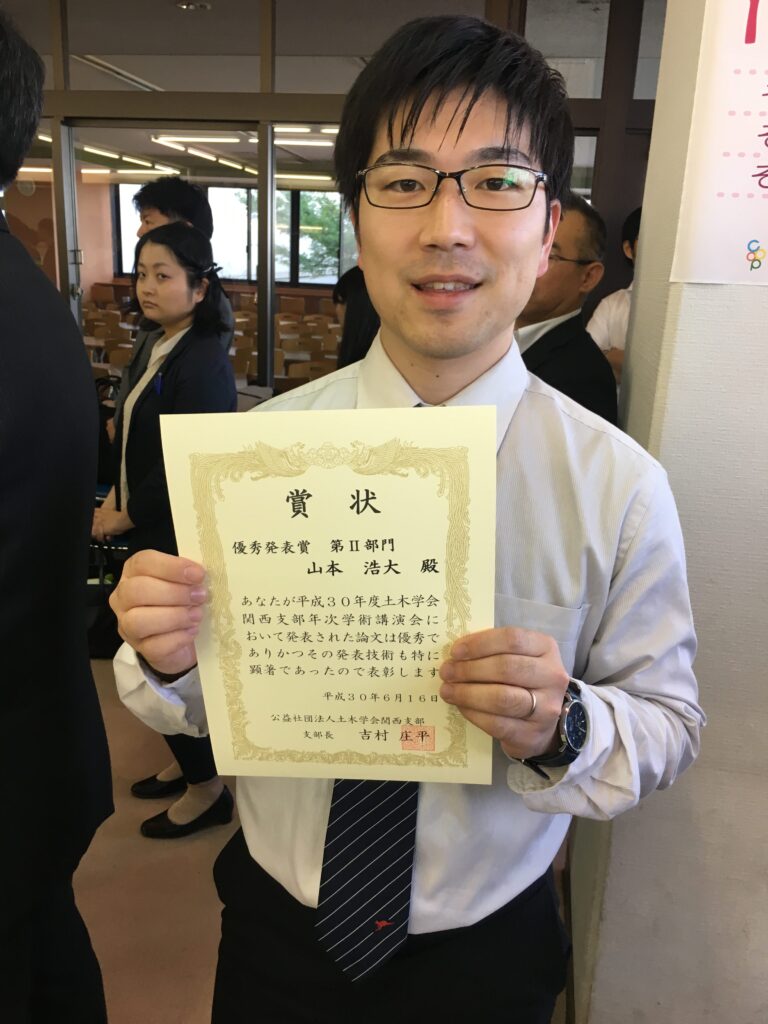 賞状
優秀発表賞 第Ⅱ部門
山本 浩大 殿
あなたが平成30年度土木学会
関西支部年次学術講演会に
おいて発表された論文は優秀で
ありかつその発表技術も特に
顕著であったので表彰します
平成30年6月16日
公益社団法人土木学会関西支部
支部長 吉村 庄平
coop